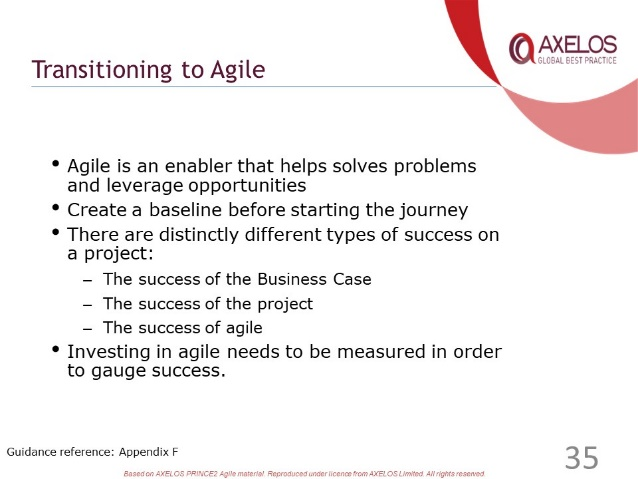 AXELOS
GLOBAL BEST PRACTICE
Transitioning to Agile
• Agile is an enabler that helps solves problems
and leverage opportunities
• Create a baseline before starting the journey
• There are distinctly different types of success on
a project:
– The success of the Business Case
– The success of the project
– The success of agile
• Investing in agile needs to be measured in order
to gauge success.
Guidance reference: Appendix F
35
Based on AXELOS PRINCE2 Agile material. Reproduced under licence from AXELOS Limited. All rights reserved.